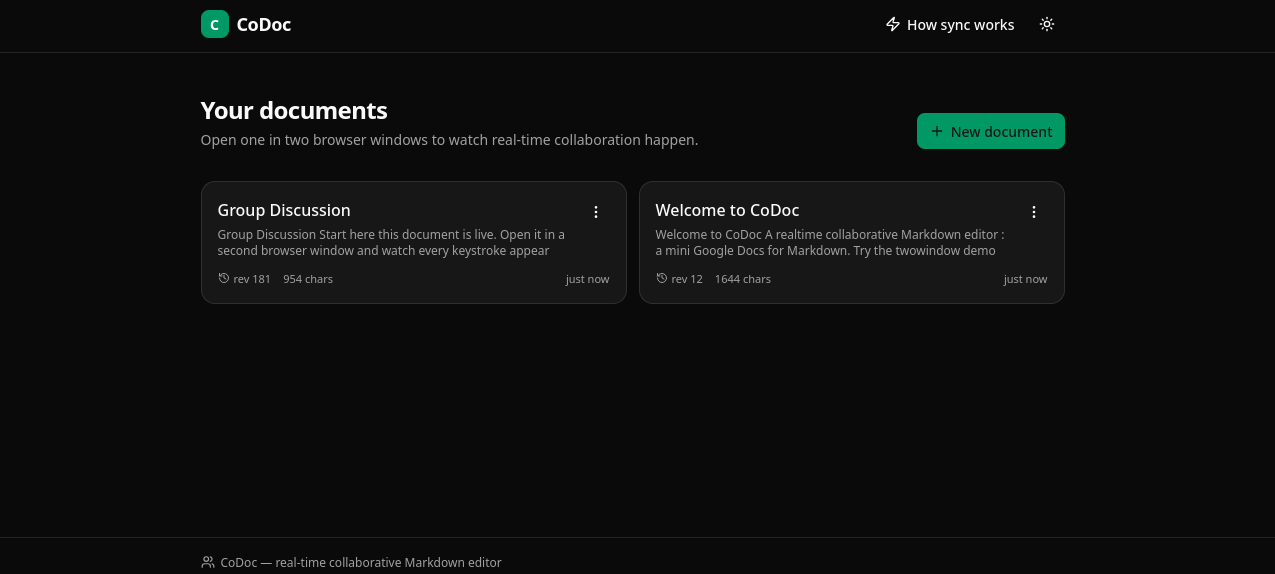 C CoDoc
How sync works
Your documents
Open one in two browser windows to watch real-time collaboration happen.
New document
Group Discussion
Group Discussion Start here this document is live. Open it in a
second browser window and watch every keystroke appear
rev 181 954 chars just now
Welcome to CoDoc
Welcome to CoDoc A realtime collaborative Markdown editor :
a mini Google Docs for Markdown. Try the twowindow demo
rev 12 1644 chars just now
CoDoc — real-time collaborative Markdown editor